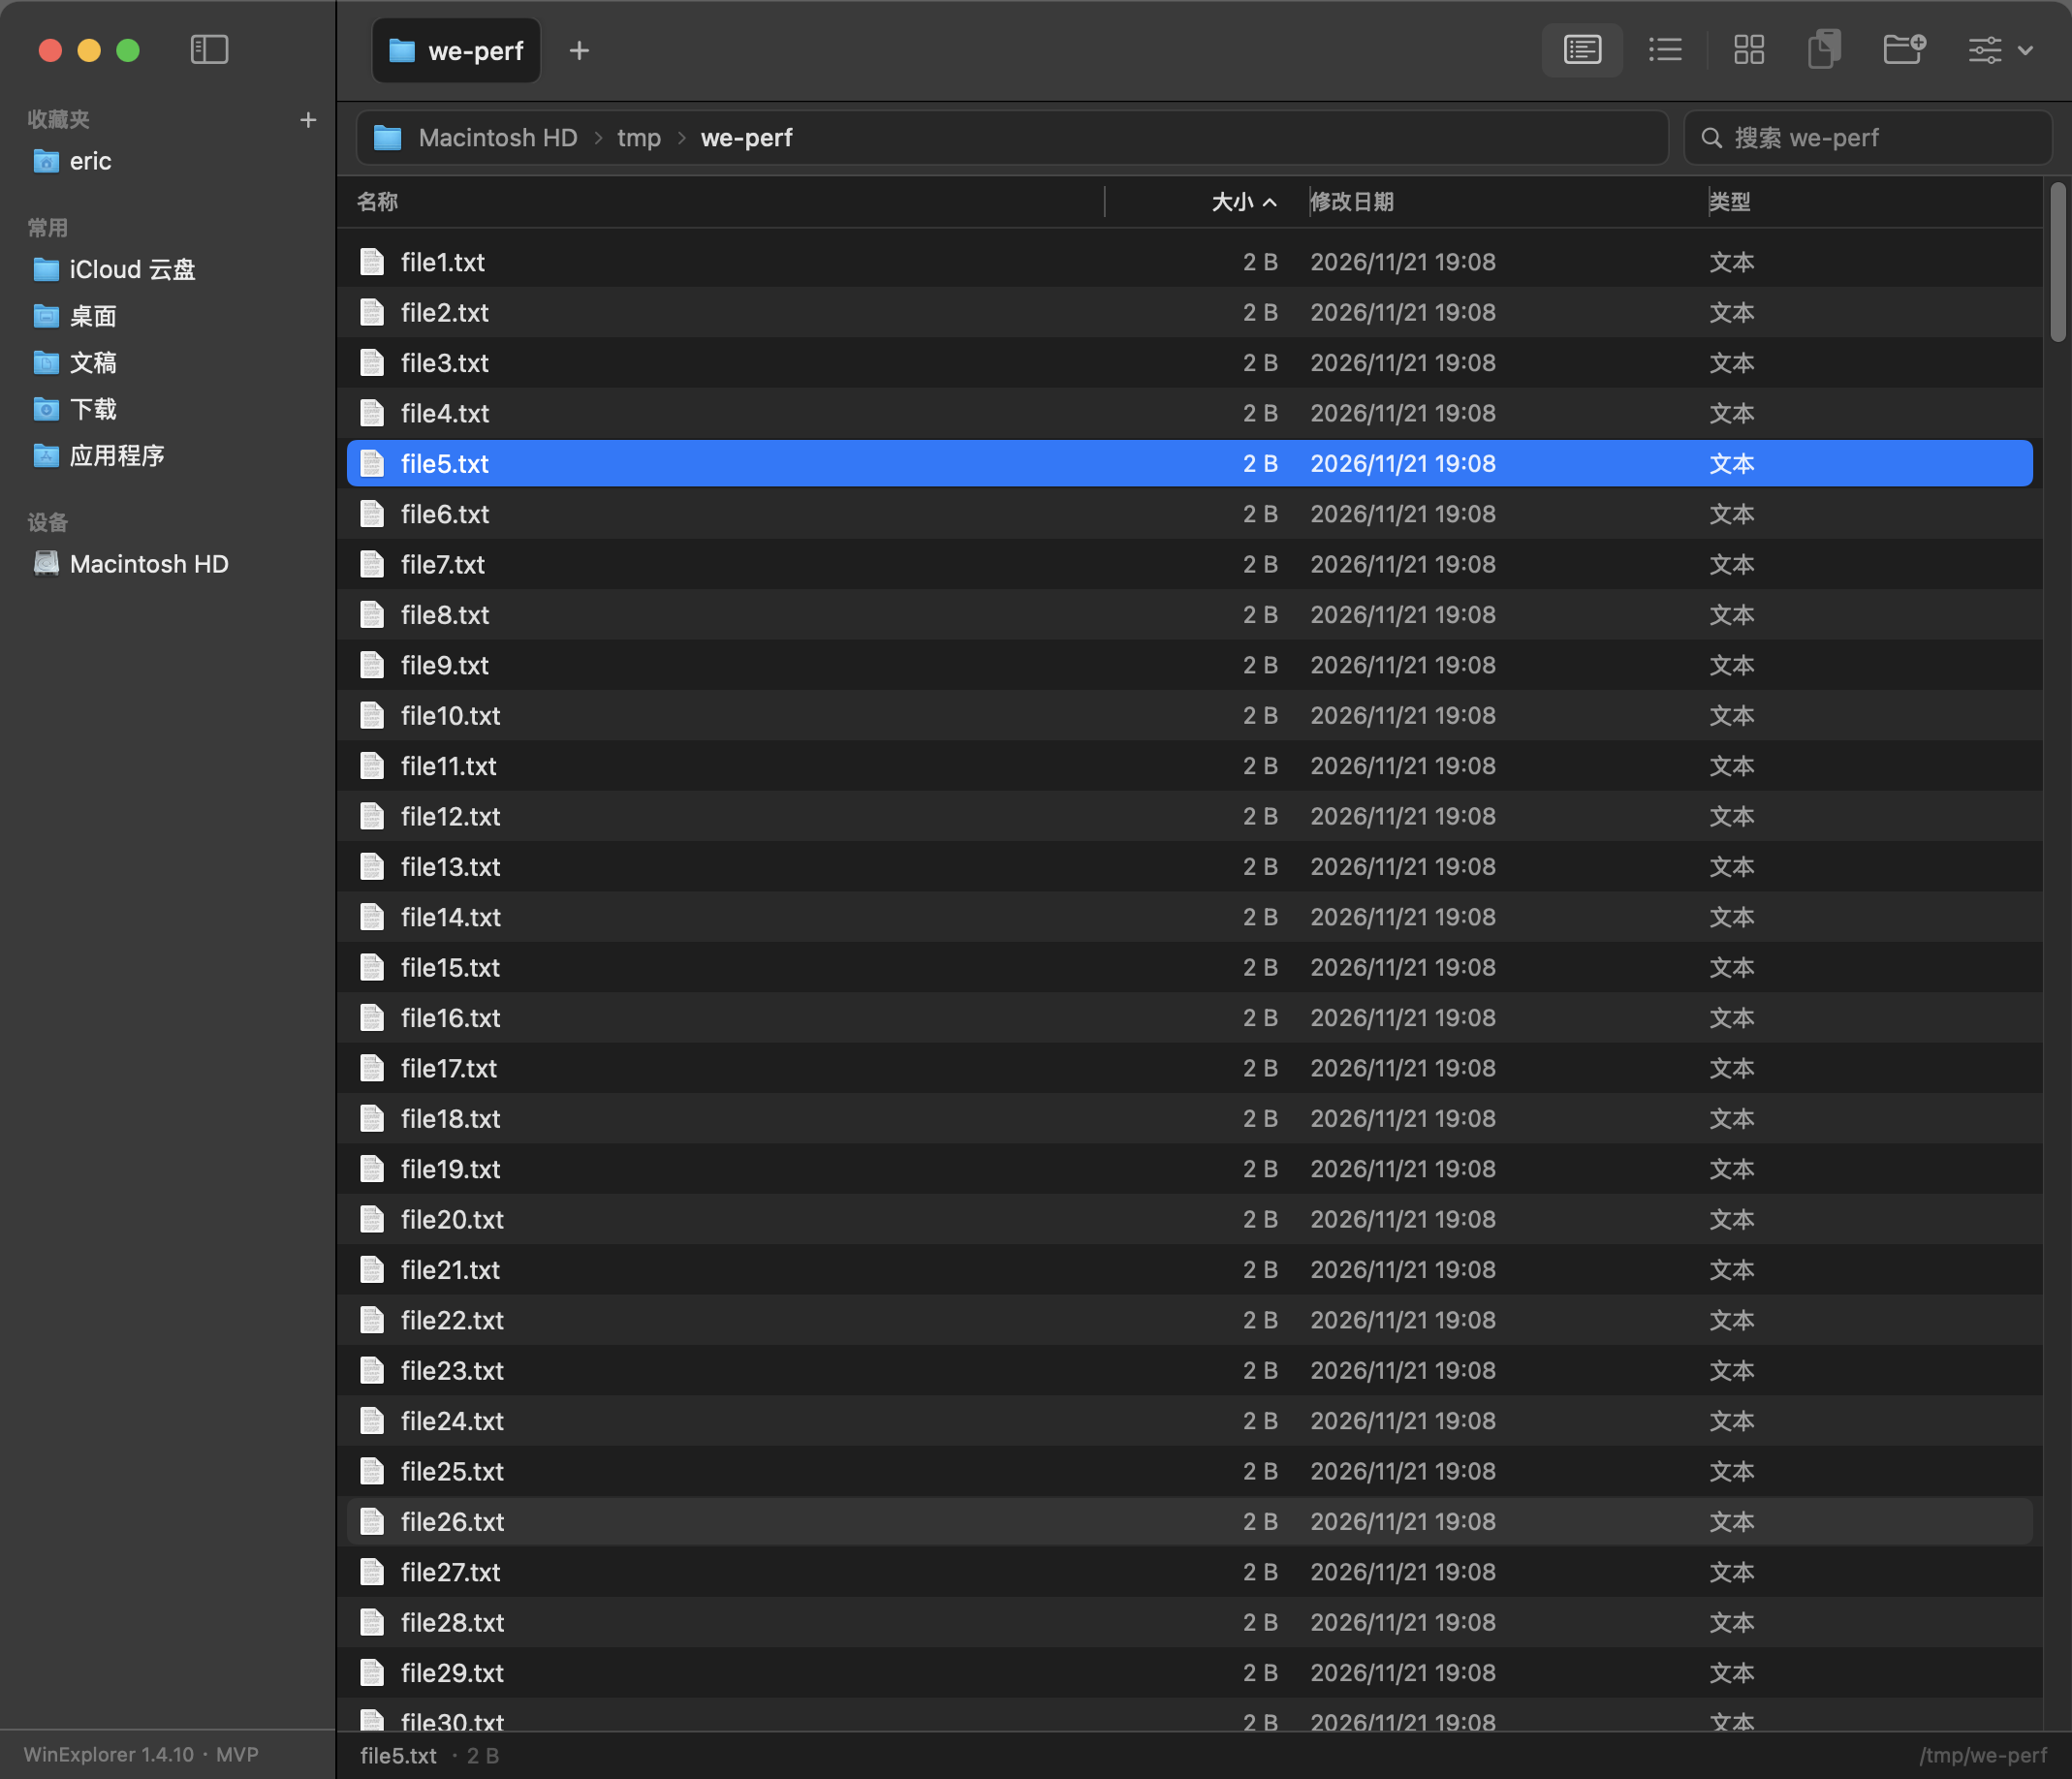 we-perf
收藏夹
eric
常用
iCloud 云盘
桌面
文稿
下载
应用程序
设备
Macintosh HD
WinExplorer 1.4.10 · MVP
Macintosh HD › tmp › we-perf
搜索 we-perf
名称 大小 修改日期 类型
file1.txt 2 B 2026/11/21 19:08 文本
file2.txt 2 B 2026/11/21 19:08 文本
file3.txt 2 B 2026/11/21 19:08 文本
file4.txt 2 B 2026/11/21 19:08 文本
file5.txt 2 B 2026/11/21 19:08 文本
file6.txt 2 B 2026/11/21 19:08 文本
file7.txt 2 B 2026/11/21 19:08 文本
file8.txt 2 B 2026/11/21 19:08 文本
file9.txt 2 B 2026/11/21 19:08 文本
file10.txt 2 B 2026/11/21 19:08 文本
file11.txt 2 B 2026/11/21 19:08 文本
file12.txt 2 B 2026/11/21 19:08 文本
file13.txt 2 B 2026/11/21 19:08 文本
file14.txt 2 B 2026/11/21 19:08 文本
file15.txt 2 B 2026/11/21 19:08 文本
file16.txt 2 B 2026/11/21 19:08 文本
file17.txt 2 B 2026/11/21 19:08 文本
file18.txt 2 B 2026/11/21 19:08 文本
file19.txt 2 B 2026/11/21 19:08 文本
file20.txt 2 B 2026/11/21 19:08 文本
file21.txt 2 B 2026/11/21 19:08 文本
file22.txt 2 B 2026/11/21 19:08 文本
file23.txt 2 B 2026/11/21 19:08 文本
file24.txt 2 B 2026/11/21 19:08 文本
file25.txt 2 B 2026/11/21 19:08 文本
file26.txt 2 B 2026/11/21 19:08 文本
file27.txt 2 B 2026/11/21 19:08 文本
file28.txt 2 B 2026/11/21 19:08 文本
file29.txt 2 B 2026/11/21 19:08 文本
file30.txt 2 B 2026/11/21 19:08 文本
file5.txt · 2 B
/tmp/we-perf